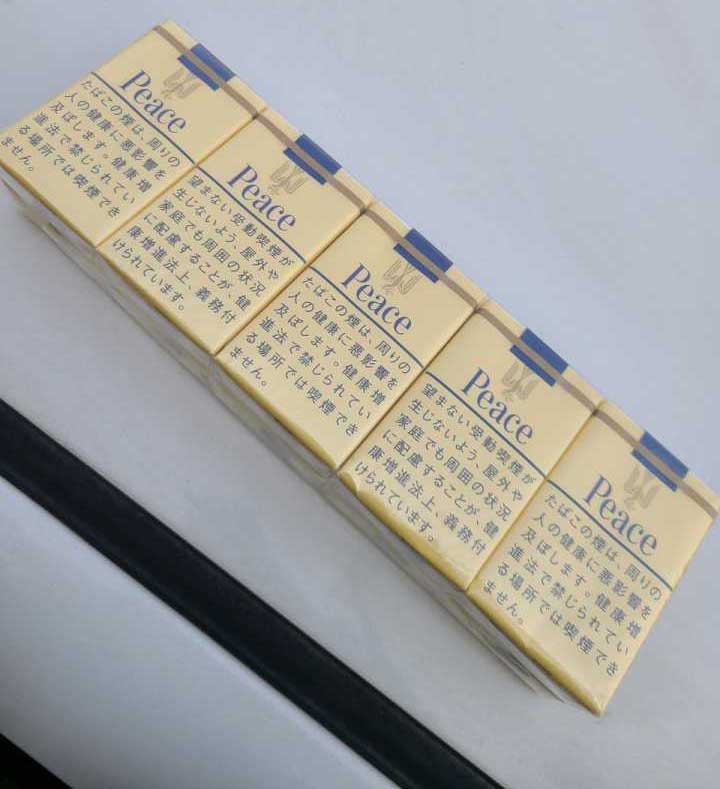 Peace
たばこの煙は、周りの
人の健康に悪影響を
及ぼします。健康増
進法で禁じられてい
る場所では喫煙でき
ません。
Peace
望まない受動喫煙が
生じないよう、屋外や
家庭でも周囲の状況
に配慮することが、健
康増進法上、義務付
けられています。
Peace
たばこの煙は、周りの
人の健康に悪影響を
及ぼします。健康増
進法で禁じられてい
る場所では喫煙でき
ません。
Peace
望まない受動喫煙が
生じないよう、屋外や
家庭でも周囲の状況
に配慮することが、健
康増進法上、義務付
けられています。
Peace
たばこの煙は、周りの
人の健康に悪影響を
及ぼします。健康増
進法で禁じられてい
る場所では喫煙でき
ません。